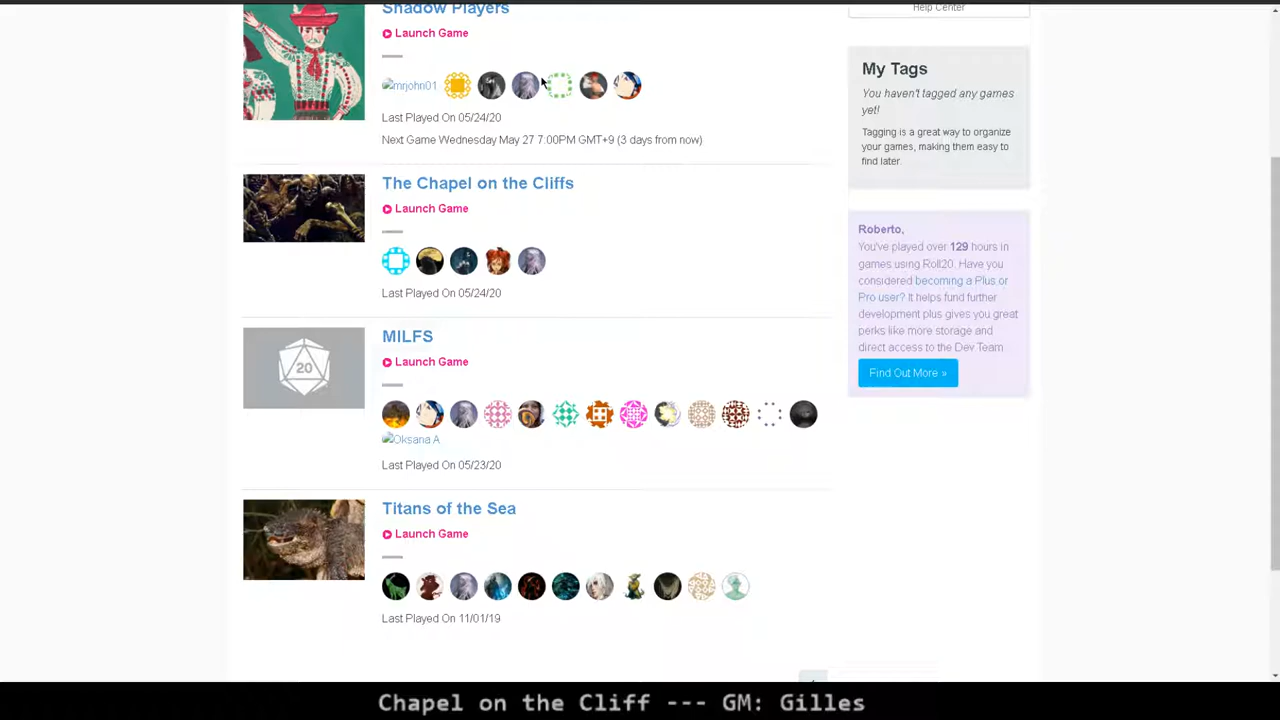 Shadow Players
Help Center
Launch Game
mrjohn01
Last Played On 05/24/20
Next Game Wednesday May 27 7:00PM GMT+9 (3 days from now)
My Tags
You haven't tagged any games
yet!
Tagging is a great way to organize
your games, making them easy to
find later.
The Chapel on the Cliffs
Launch Game
Last Played On 05/24/20
Roberto,
You've played over 129 hours in
games using Roll20. Have you
considered becoming a Plus or
Pro user? It helps fund further
development plus gives you great
perks like more storage and
direct access to the Dev Team
Find Out More »
MILFS
Launch Game
20
Oksana A
Last Played On 05/23/20
Titans of the Sea
Launch Game
Last Played On 11/01/19
Chapel on the Cliff --- GM: Gilles